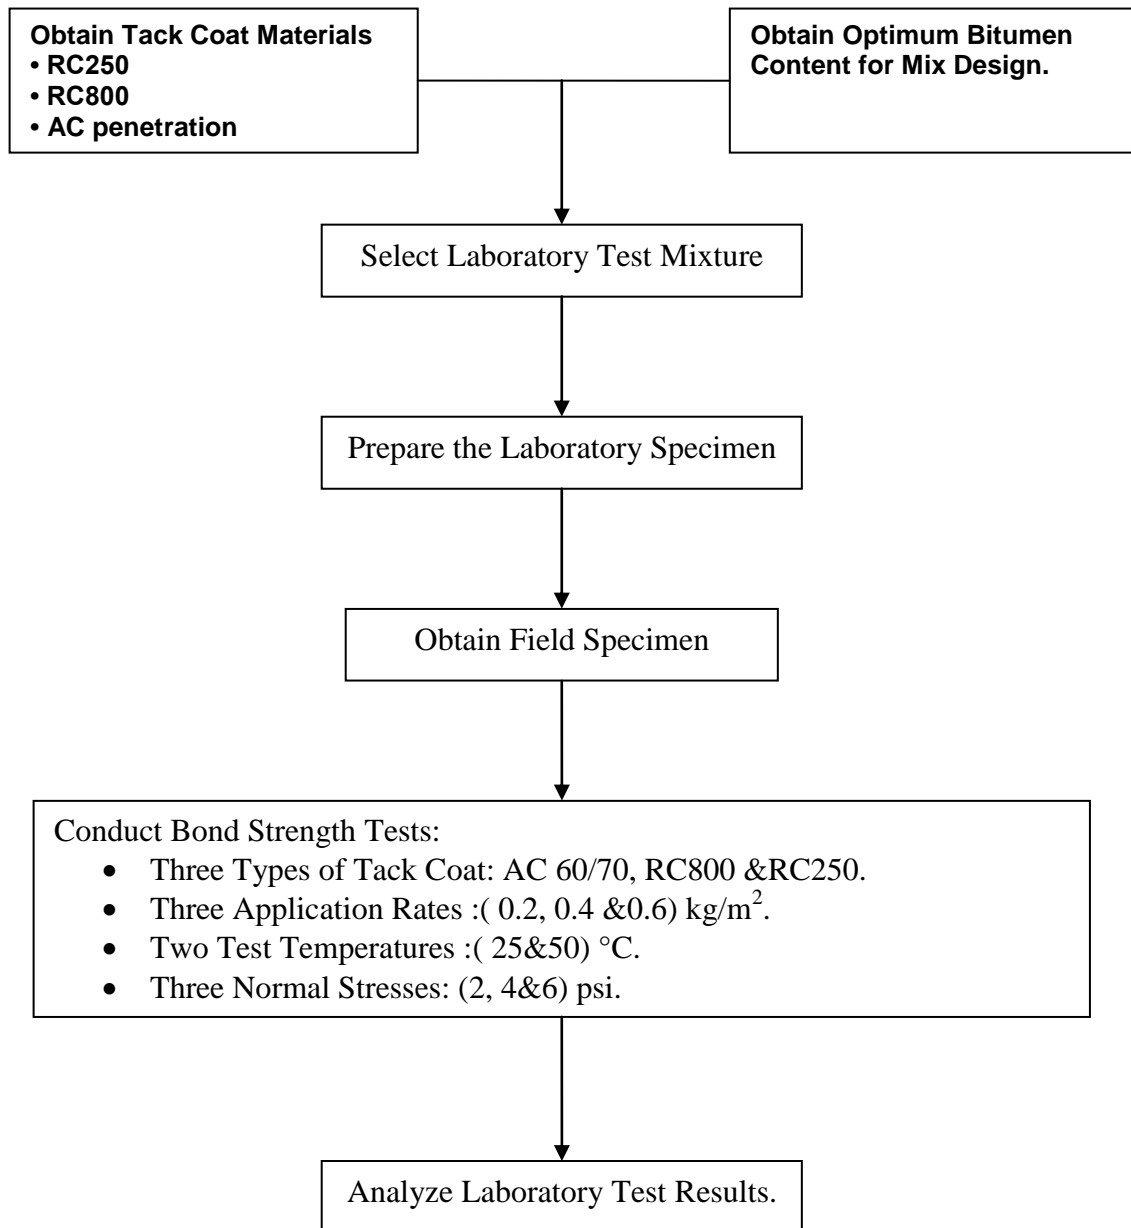 Obtain Tack Coat Materials
• RC250
• RC800
• AC penetration
Obtain Optimum Bitumen
Content for Mix Design.
Select Laboratory Test Mixture
Prepare the Laboratory Specimen
Obtain Field Specimen
Conduct Bond Strength Tests:
• Three Types of Tack Coat: AC 60/70, RC800 &RC250.
• Three Application Rates :( 0.2, 0.4 &0.6) kg/m².
• Two Test Temperatures :( 25&50) °C.
• Three Normal Stresses: (2, 4&6) psi.
Analyze Laboratory Test Results.